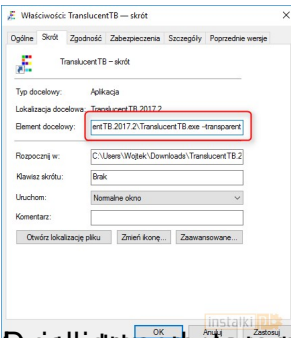 Właściwości: TranslucentTB — skrót
Ogólne Skrót Zgodność Zabezpieczenia Szczegóły Poprzednie wersje
TranslucentTB – skrót
Typ docelowy: Aplikacja
Lokalizacja docelowa: TranslucentTB 2017.2
Element docelowy: entTB.2017.2\TranslucentTB.exe --transparent
Rozpocznij w: C:\Users\Wojtek\Downloads\TranslucentTB.2
Klawisz skrótu: Brak
Uruchom: Normalne okno
Komentarz:
Otwórz lokalizację pliku Zmień ikonę... Zaawansowane...
instalki
OK Anuluj Zastosuj